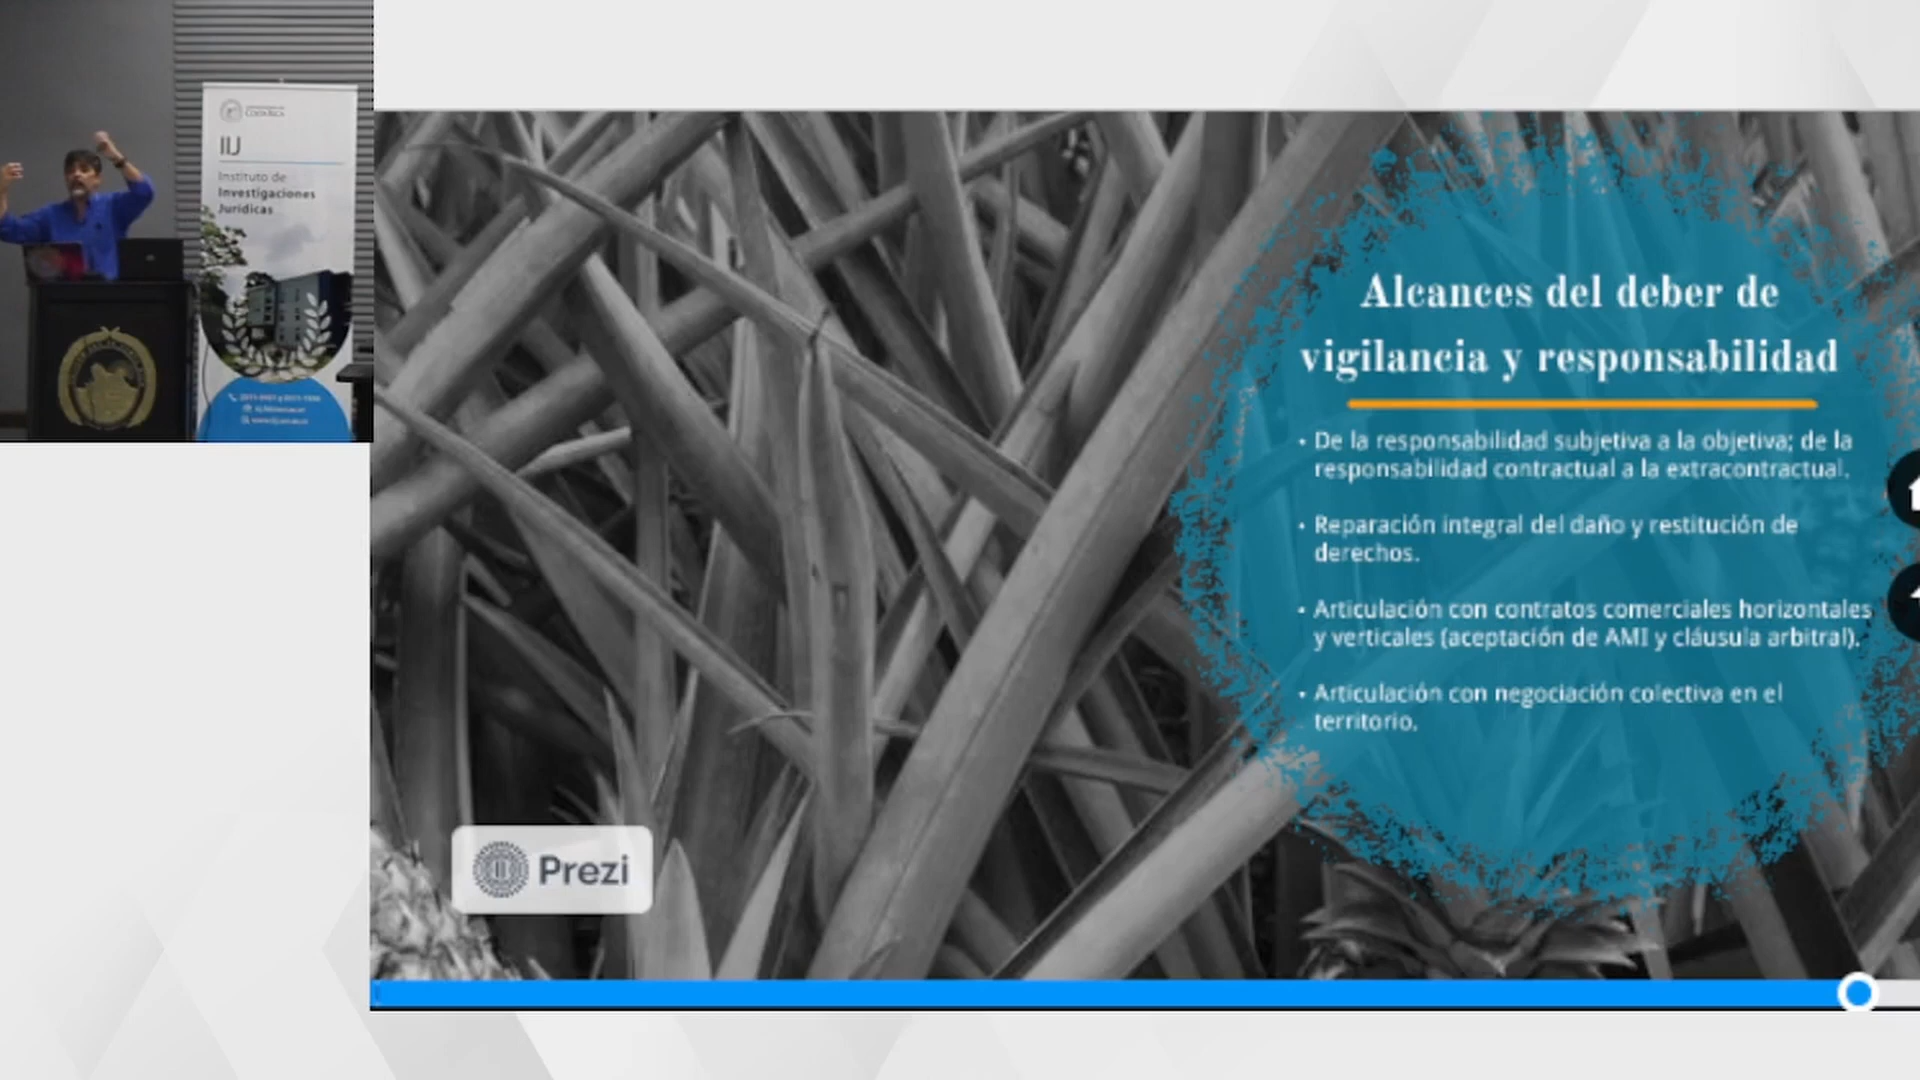 COSTA RICA
IIJ
Instituto de
Investigaciones
Jurídicas
Alcances del deber de
vigilancia y responsabilidad
• De la responsabilidad subjetiva a la objetiva; de la
responsabilidad contractual a la extracontractual.
• Reparación integral del daño y restitución de
derechos.
• Articulación con contratos comerciales horizontales
y verticales (aceptación de AMI y cláusula arbitral).
• Articulación con negociación colectiva en el
territorio.
Prezi